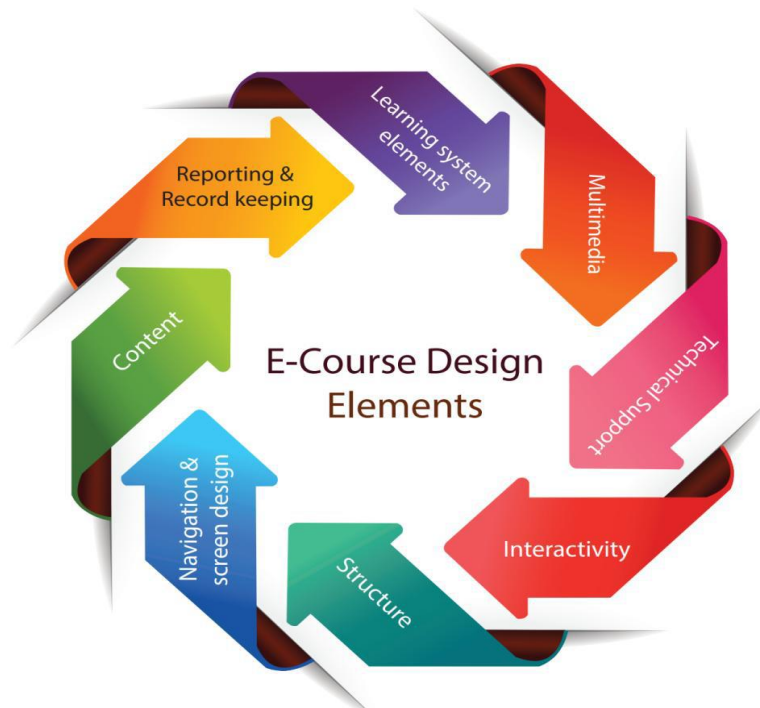 Learning system
elements
Multimedia
Technical Support
Interactivity
Structure
Navigation &
screen design
Content
Reporting &
Record keeping
E-Course Design
Elements